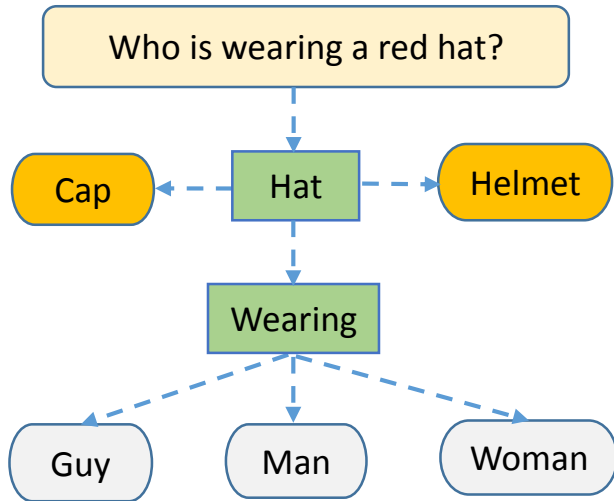 Who is wearing a red hat?
Cap
Hat
Helmet
Wearing
Guy
Man
Woman